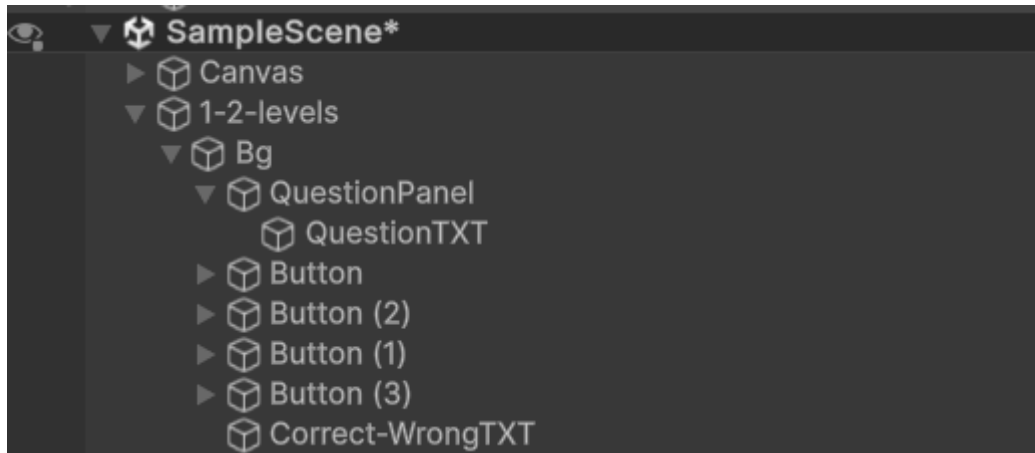 SampleScene*
Canvas
1-2-levels
Bg
QuestionPanel
QuestionTXT
Button
Button (2)
Button (1)
Button (3)
Correct-WrongTXT